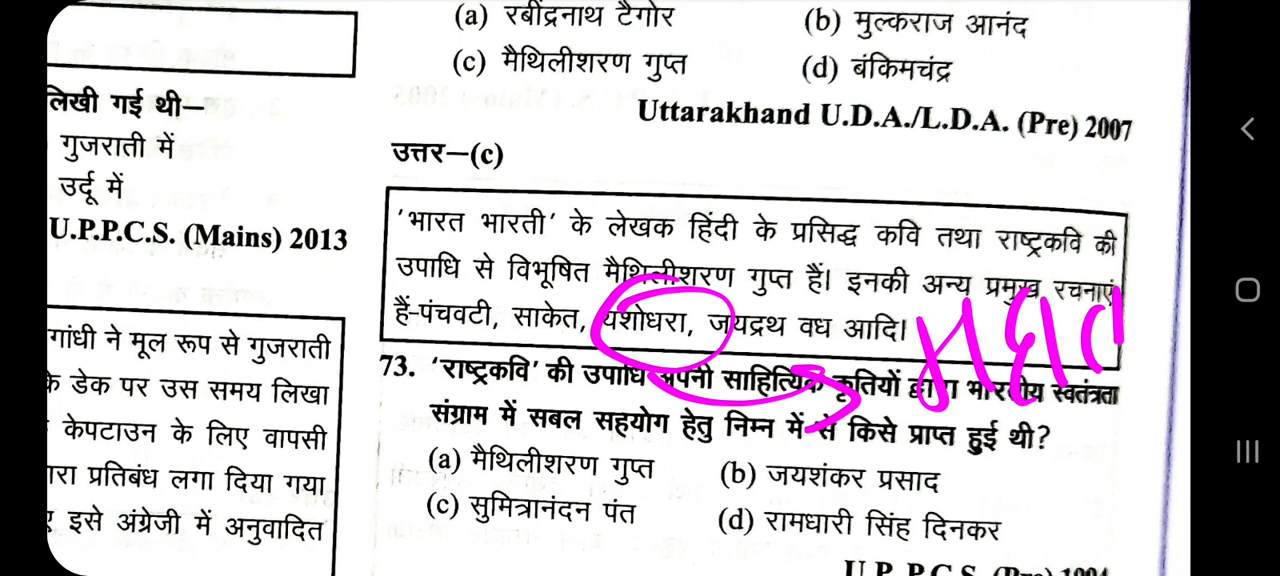 लिखी गई थी–
गुजराती में
उर्दू में
U.P.P.C.S. (Mains) 2013
गांधी ने मूल रूप से गुजराती
के डेक पर उस समय लिखा
केपटाउन के लिए वापसी
प्रतिबंध लगा दिया गया
इसे अंग्रेजी में अनुवादित
(a) रबींद्रनाथ टैगोर (b) मुल्कराज आनंद
(c) मैथिलीशरण गुप्त (d) बंकिमचंद्र
Uttarakhand U.D.A./L.D.A. (Pre) 2007
उत्तर–(c)
'भारत भारती' के लेखक हिंदी के प्रसिद्ध कवि तथा राष्ट्रकवि की
उपाधि से विभूषित मैथिलीशरण गुप्त हैं। इनकी अन्य प्रमुख रचनाएं
हैं-पंचवटी, साकेत, यशोधरा, जयद्रथ वध आदि।
73. 'राष्ट्रकवि' की उपाधि अपनी साहित्यिक कृतियों द्वारा भारतीय स्वतंत्रता
संग्राम में सबल सहयोग हेतु निम्न में से किसे प्राप्त हुई थी?
(a) मैथिलीशरण गुप्त (b) जयशंकर प्रसाद
(c) सुमित्रानंदन पंत (d) रामधारी सिंह दिनकर
U.P.P.C.S. (Pre) 1994